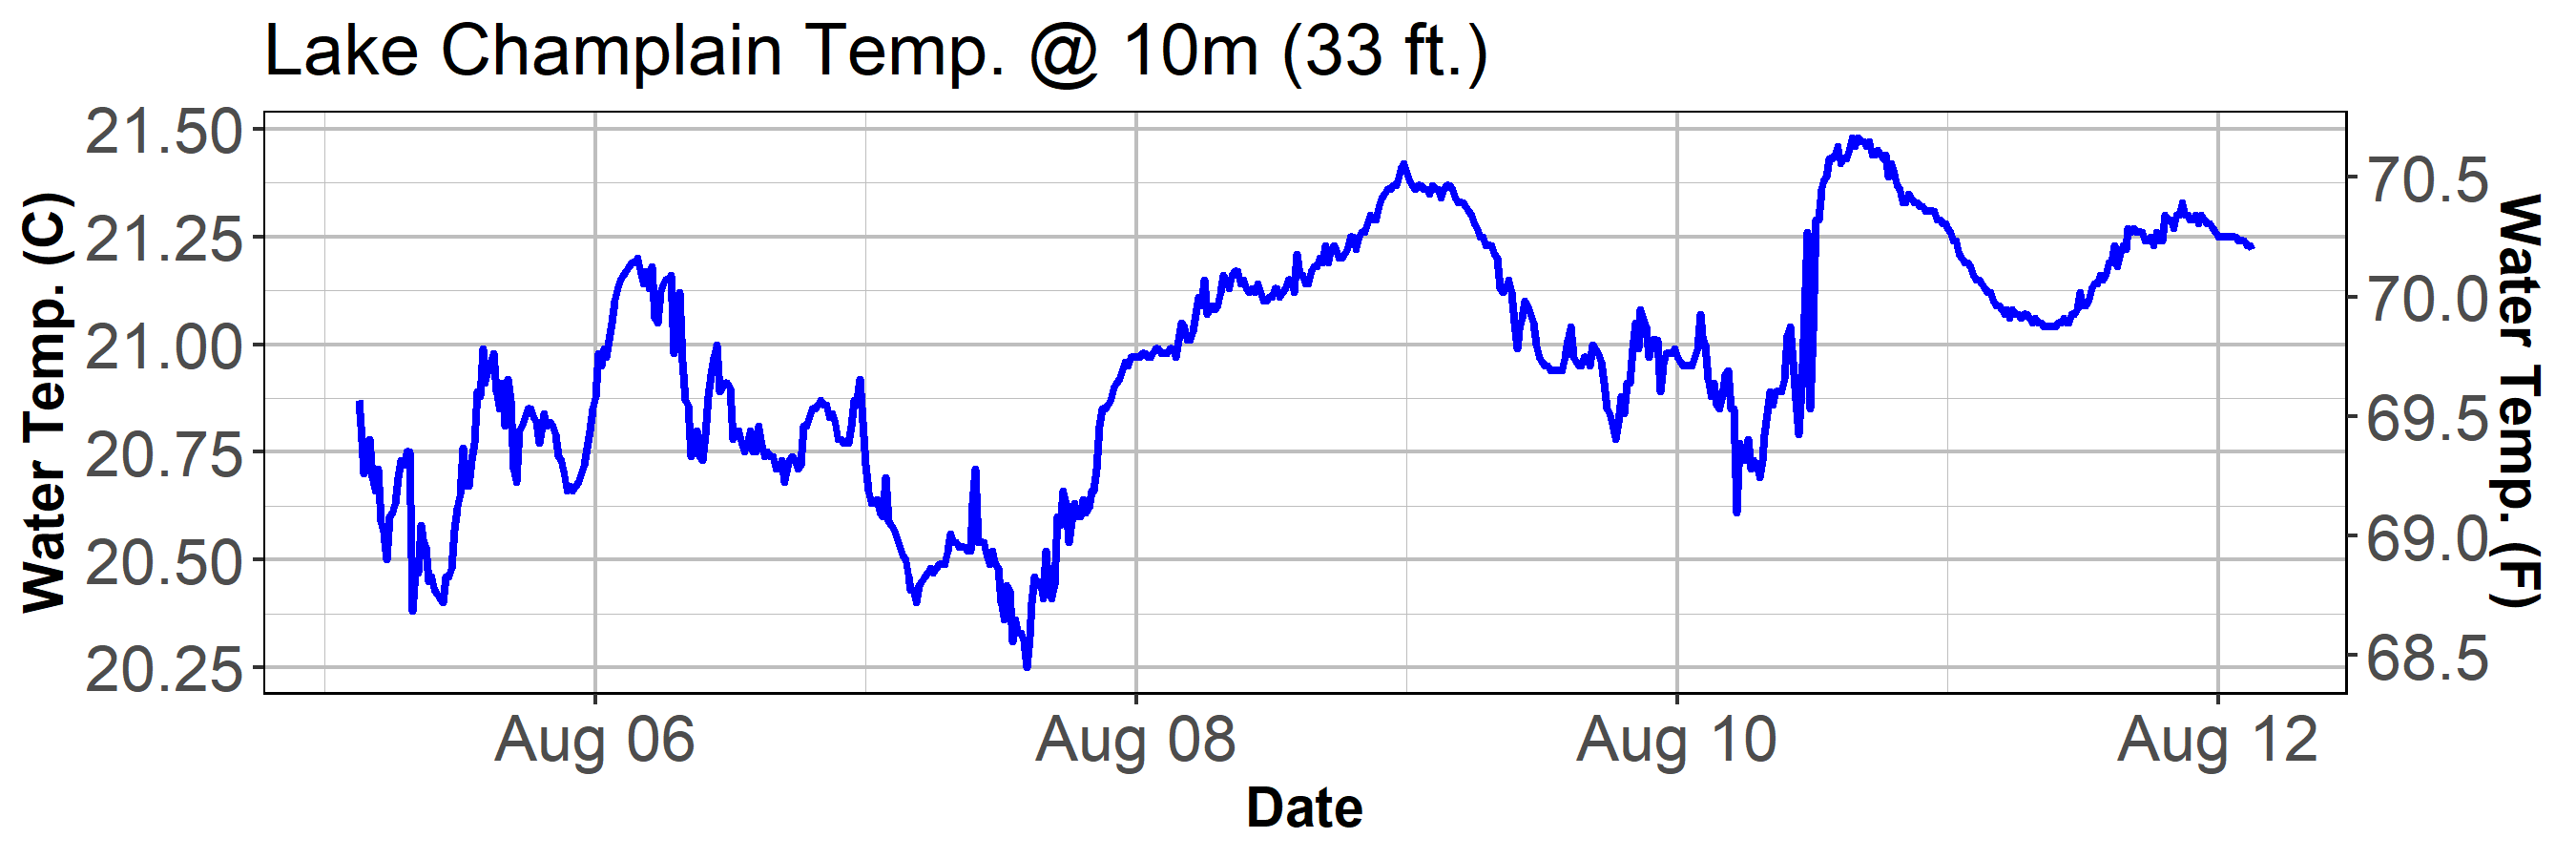 Lake Champlain Temp. @ 10m (33 ft.)
Water Temp. (C)
21.50
21.25
21.00
20.75
20.50
20.25
70.5
70.0
69.5
69.0
68.5
Water Temp. (F)
Aug 06 Aug 08 Aug 10 Aug 12
Date